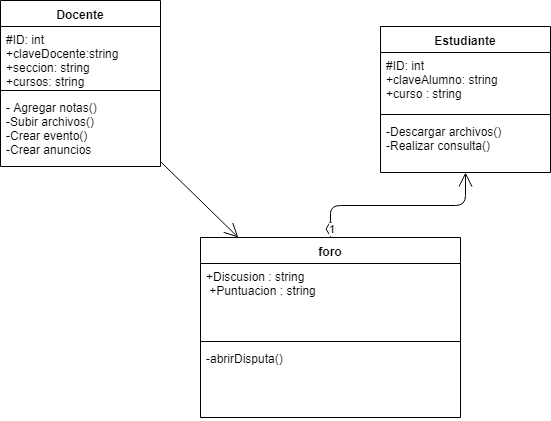 Docente
#ID: int
+claveDocente:string
+seccion: string
+cursos: string
- Agregar notas()
-Subir archivos()
-Crear evento()
-Crear anuncios
Estudiante
#ID: int
+claveAlumno: string
+curso : string
-Descargar archivos()
-Realizar consulta()
1
foro
+Discusion : string
+Puntuacion : string
-abrirDisputa()